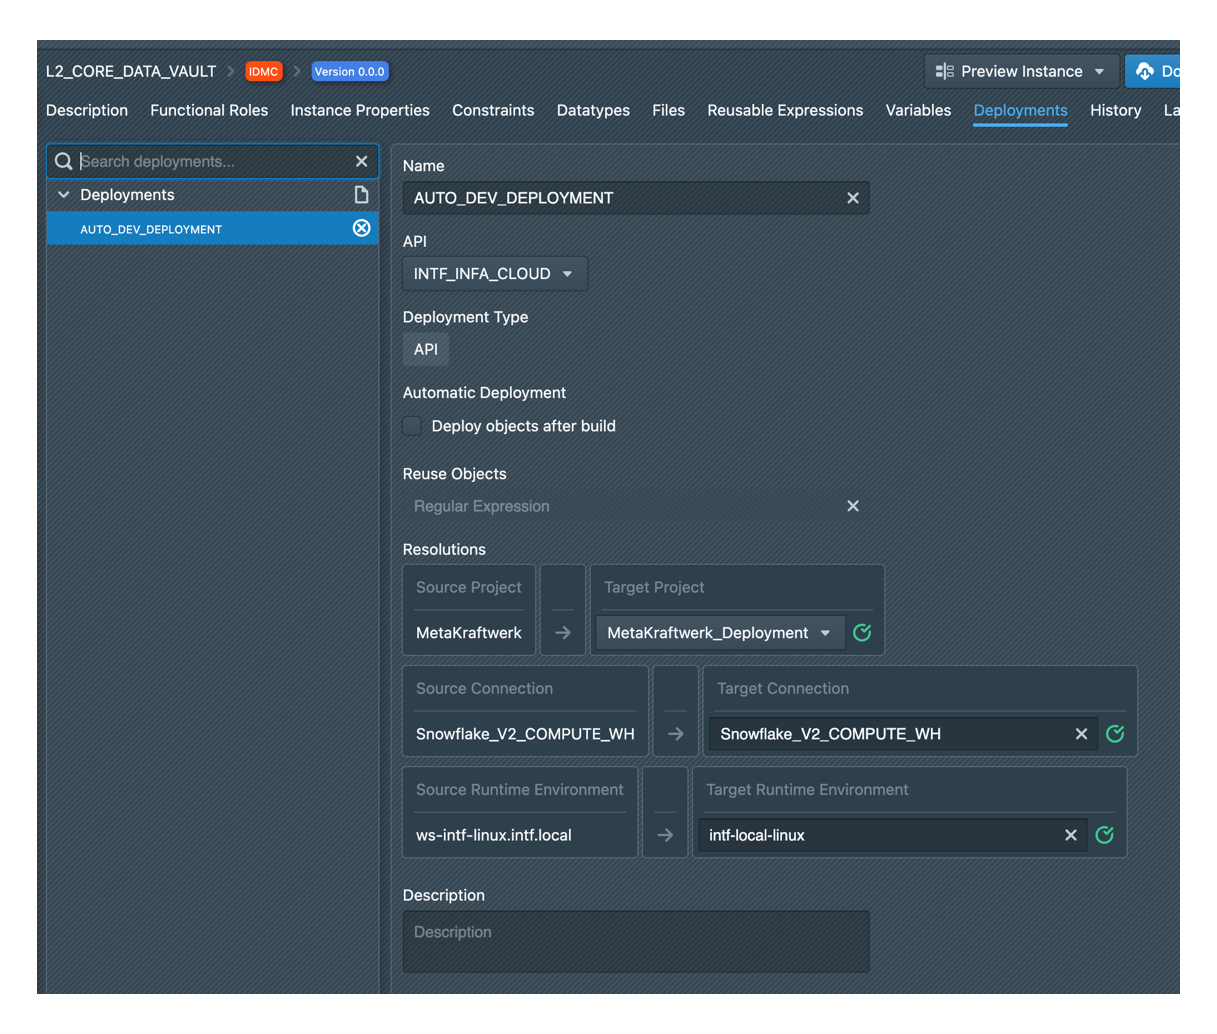 L2_CORE_DATA_VAULT > IDMC > Version 0.0.0 Preview Instance Do
Description Functional Roles Instance Properties Constraints Datatypes Files Reusable Expressions Variables Deployments History La
Search deployments...
Deployments
AUTO_DEV_DEPLOYMENT
Name
AUTO_DEV_DEPLOYMENT
API
INTF_INFA_CLOUD
Deployment Type
API
Automatic Deployment
Deploy objects after build
Reuse Objects
Regular Expression
Resolutions
Source Project Target Project
MetaKraftwerk MetaKraftwerk_Deployment
Source Connection Target Connection
Snowflake_V2_COMPUTE_WH Snowflake_V2_COMPUTE_WH
Source Runtime Environment Target Runtime Environment
ws-intf-linux.intf.local intf-local-linux
Description
Description